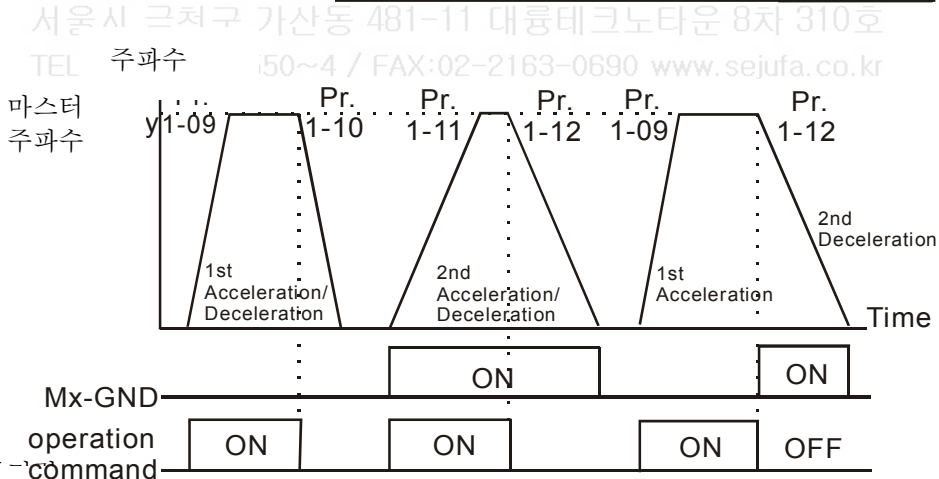 서울시 금천구 가산동 481-11 대륭테크노타운 8차 310호
TEL 50~4 / FAX:02-2163-0690 www.sejufa.co.kr
주파수
마스터
주파수
y1-09
Pr.
1-10
Pr.
1-11
Pr.
1-12
Pr.
1-09
Pr.
1-12
1st
Acceleration/
Deceleration
2nd
Acceleration/
Deceleration
1st
Acceleration
2nd
Deceleration
Time
Mx-GND
ON
ON
operation
command
ON
ON
ON
OFF